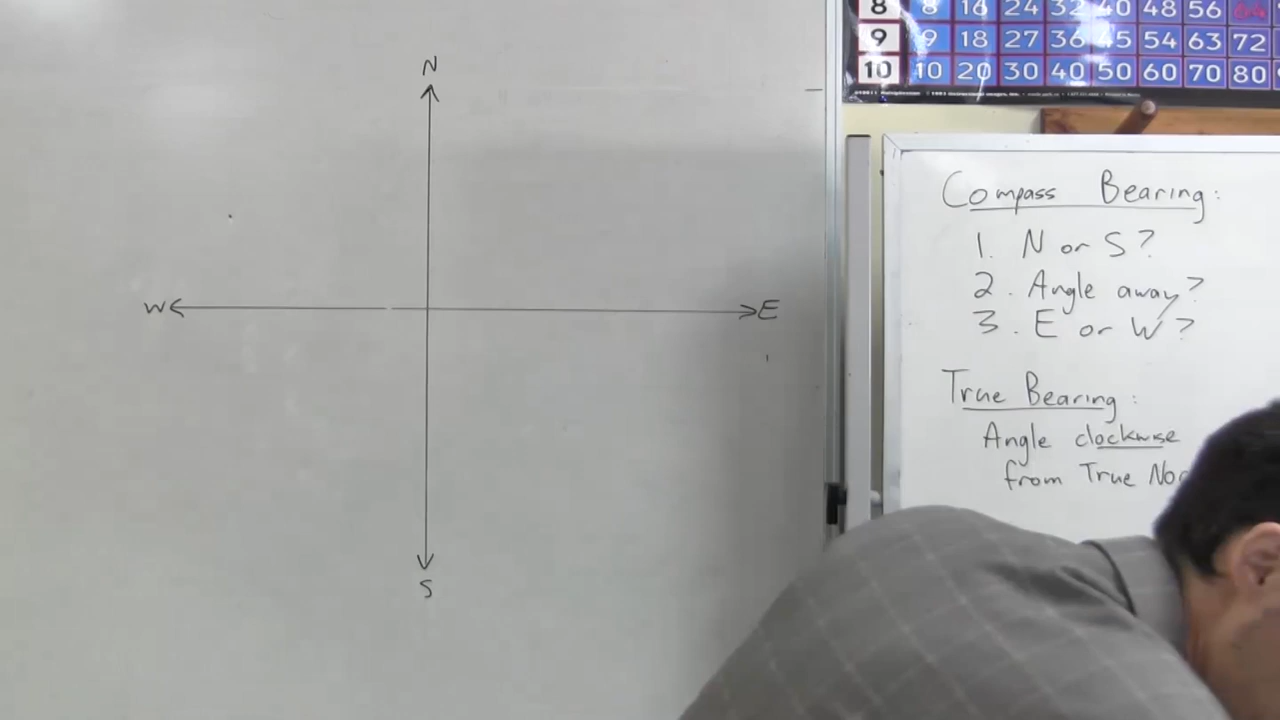 N
W E
S
8 8 16 24 32 40 48 56 64
9 9 18 27 36 45 54 63 72
10 10 20 30 40 50 60 70 80
Compass Bearing:
1. N or S?
2. Angle away?
3. E or W?
True Bearing:
Angle clockwise
from True